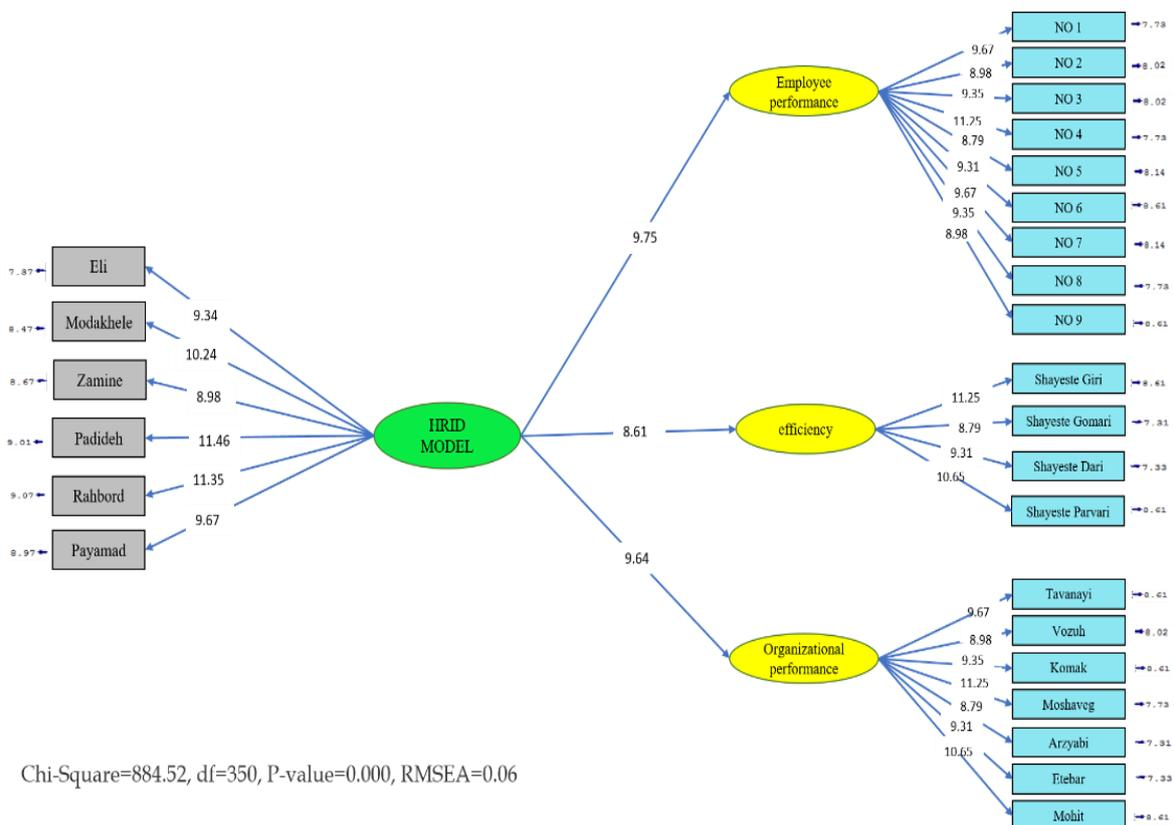 Eli
Modakhele
Zamine
Padideh
Rahbord
Payamad
7.87
8.47
8.67
9.01
9.07
8.97
9.34
10.24
8.98
11.46
11.35
9.67
HRID
MODEL
9.75
8.61
9.64
Employee
performance
9.67
8.98
9.35
11.25
8.79
9.31
9.67
9.35
8.98
NO 1
NO 2
NO 3
NO 4
NO 5
NO 6
NO 7
NO 8
NO 9
7.73
8.02
8.02
7.73
8.14
8.61
8.14
7.73
8.61
efficiency
11.25
8.79
9.31
10.65
Shayeste Giri
Shayeste Gomari
Shayeste Dari
Shayeste Parvari
8.61
7.31
7.33
8.61
Organizational
performance
9.67
8.98
9.35
11.25
8.79
9.31
10.65
Tavanayi
Vozuh
Komak
Moshaveg
Arzyabi
Etebar
Mohit
8.61
8.02
8.61
7.73
7.31
7.33
8.61
Chi-Square=884.52, df=350, P-value=0.000, RMSEA=0.06